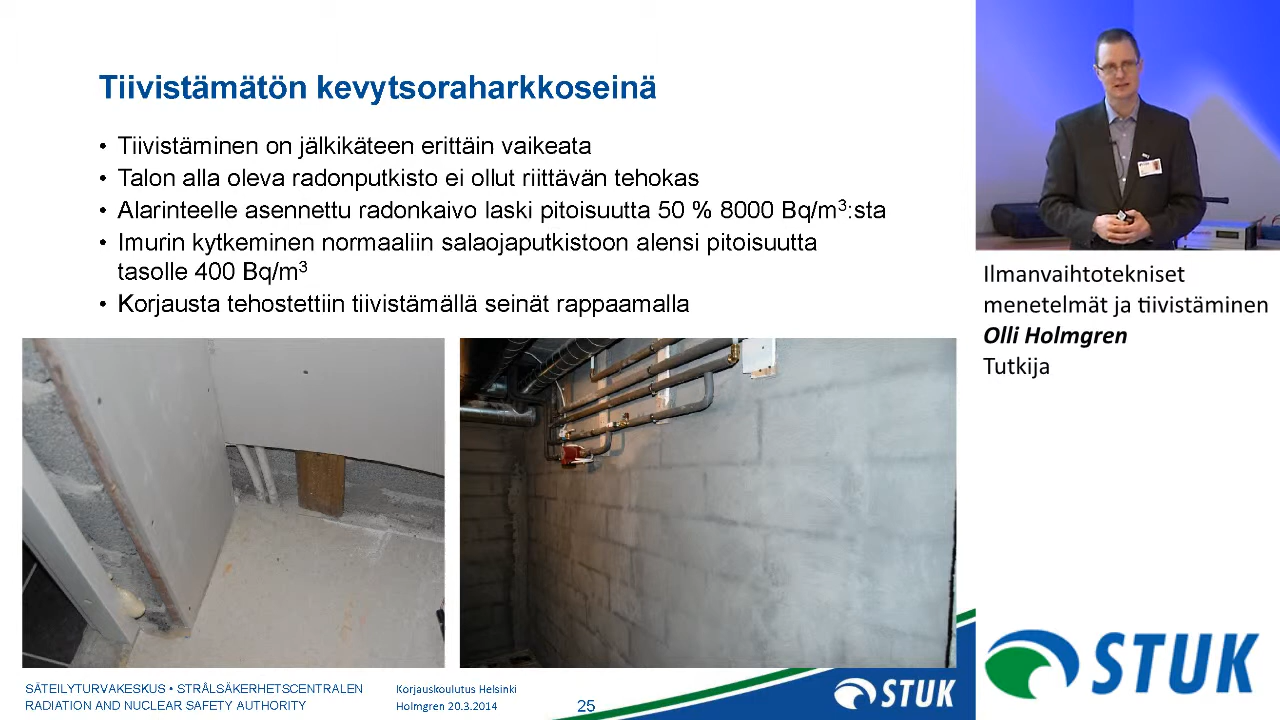 Tiivistämätön kevytsoraharkkoseinä
• Tiivistäminen on jälkikäteen erittäin vaikeata
• Talon alla oleva radonputkisto ei ollut riittävän tehokas
• Alarinteelle asennettu radonkaivo laski pitoisuutta 50 % 8000 Bq/m³:sta
• Imurin kytkeminen normaaliin salaojaputkistoon alensi pitoisuutta
tasolle 400 Bq/m³
• Korjausta tehostettiin tiivistämällä seinät rappaamalla
Ilmanvaihtotekniset
menetelmät ja tiivistäminen
Olli Holmgren
Tutkija
SÄTEILYTURVAKESKUS • STRÅLSÄKERHETSCENTRALEN
RADIATION AND NUCLEAR SAFETY AUTHORITY
Korjauskoulutus Helsinki
Holmgren 20.3.2014
25
STUK
STUK